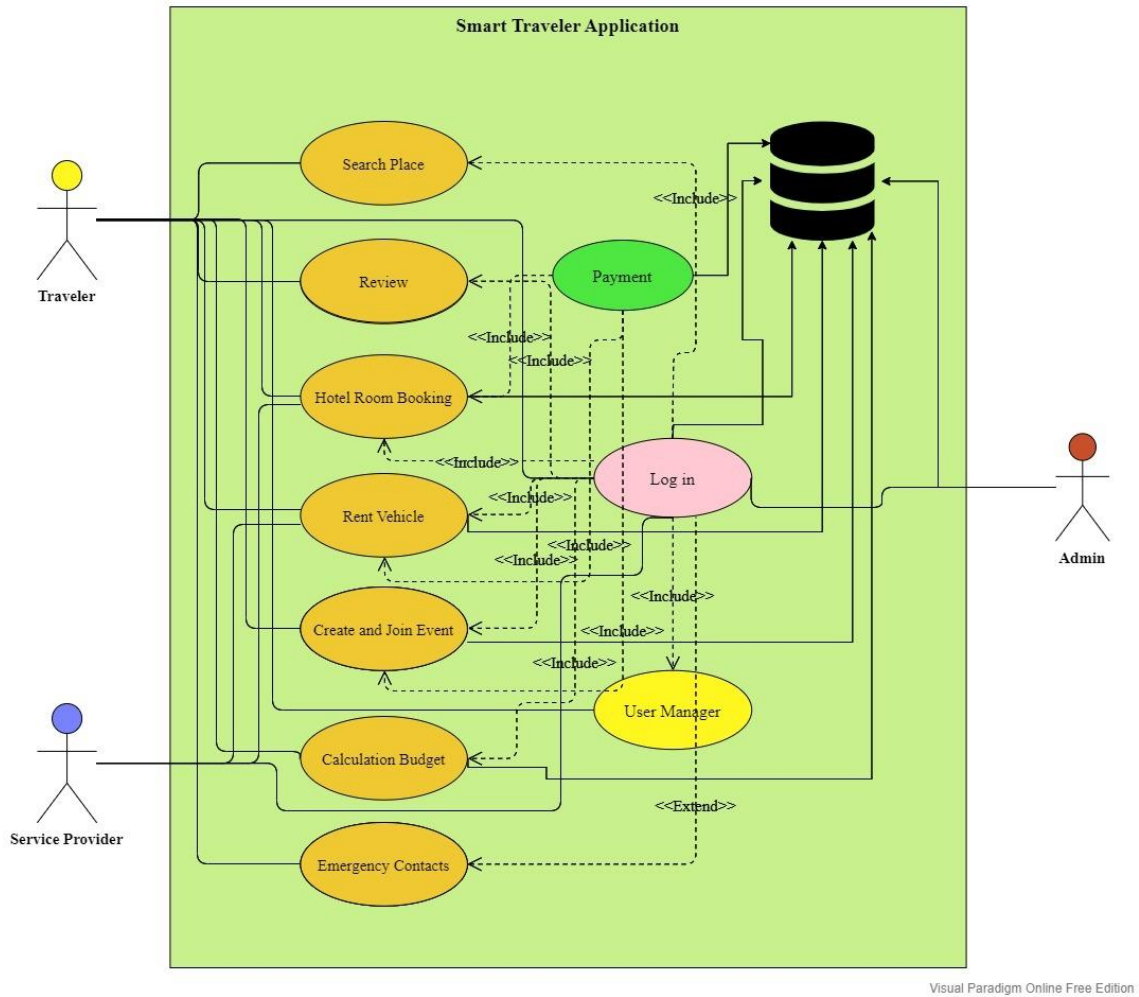 Smart Traveler Application
Search Place
<<Include>>
Traveler
Review
Payment
<<Include>>
<<Include>>
Hotel Room Booking
<<Include>>
Log in
<<Include>>
Rent Vehicle
<<Include>>
<<Include>>
Admin
<<Include>>
Create and Join Event
<<Include>>
<<Include>>
User Manager
Calculation Budget
<<Extend>>
Service Provider
Emergency Contacts
Visual Paradigm Online Free Edition